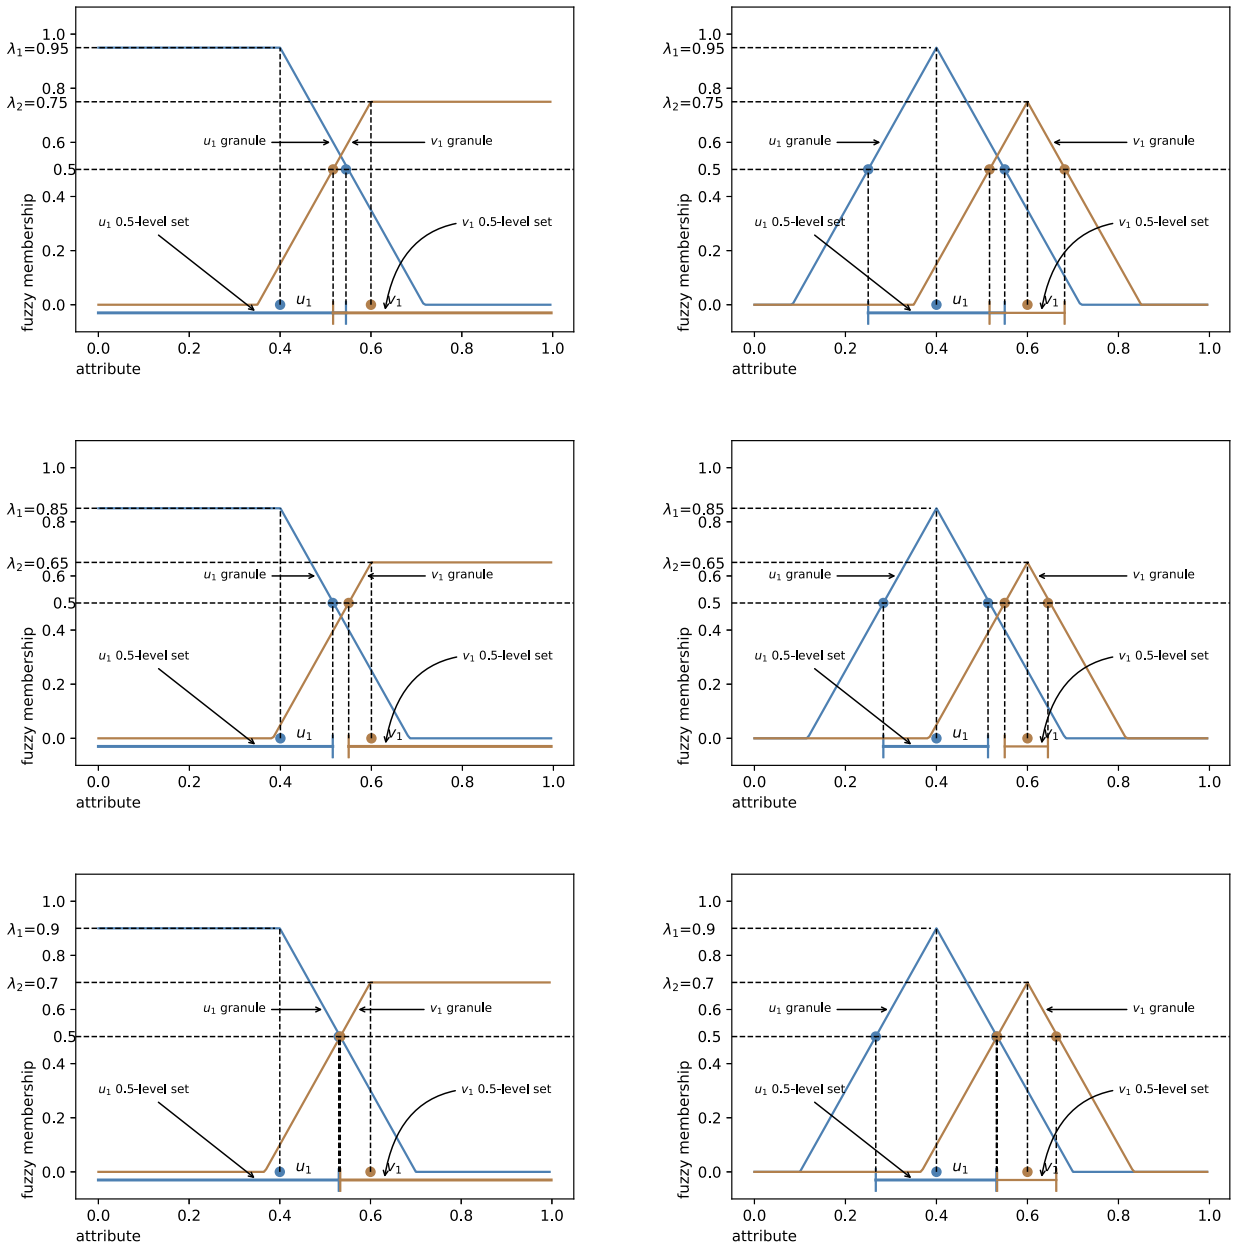 1.0
λ₁=0.95
0.8
λ₂=0.75
0.6
0.5
0.4
0.2
0.0
fuzzy membership
u₁ granule
v₁ granule
u₁ 0.5-level set
v₁ 0.5-level set
u₁
v₁
0.0 0.2 0.4 0.6 0.8 1.0
attribute
1.0
λ₁=0.95
0.8
λ₂=0.75
0.6
0.5
0.4
0.2
0.0
fuzzy membership
u₁ granule
v₁ granule
u₁ 0.5-level set
v₁ 0.5-level set
u₁
v₁
0.0 0.2 0.4 0.6 0.8 1.0
attribute
1.0
λ₁=0.85
0.8
λ₂=0.65
0.6
0.5
0.4
0.2
0.0
fuzzy membership
u₁ granule
v₁ granule
u₁ 0.5-level set
v₁ 0.5-level set
u₁
v₁
0.0 0.2 0.4 0.6 0.8 1.0
attribute
1.0
λ₁=0.85
0.8
λ₂=0.65
0.6
0.5
0.4
0.2
0.0
fuzzy membership
u₁ granule
v₁ granule
u₁ 0.5-level set
v₁ 0.5-level set
u₁
v₁
0.0 0.2 0.4 0.6 0.8 1.0
attribute
1.0
λ₁=0.9
0.8
λ₂=0.7
0.6
0.5
0.4
0.2
0.0
fuzzy membership
u₁ granule
v₁ granule
u₁ 0.5-level set
v₁ 0.5-level set
u₁
v₁
0.0 0.2 0.4 0.6 0.8 1.0
attribute
1.0
λ₁=0.9
0.8
λ₂=0.7
0.6
0.5
0.4
0.2
0.0
fuzzy membership
u₁ granule
v₁ granule
u₁ 0.5-level set
v₁ 0.5-level set
u₁
v₁
0.0 0.2 0.4 0.6 0.8 1.0
attribute